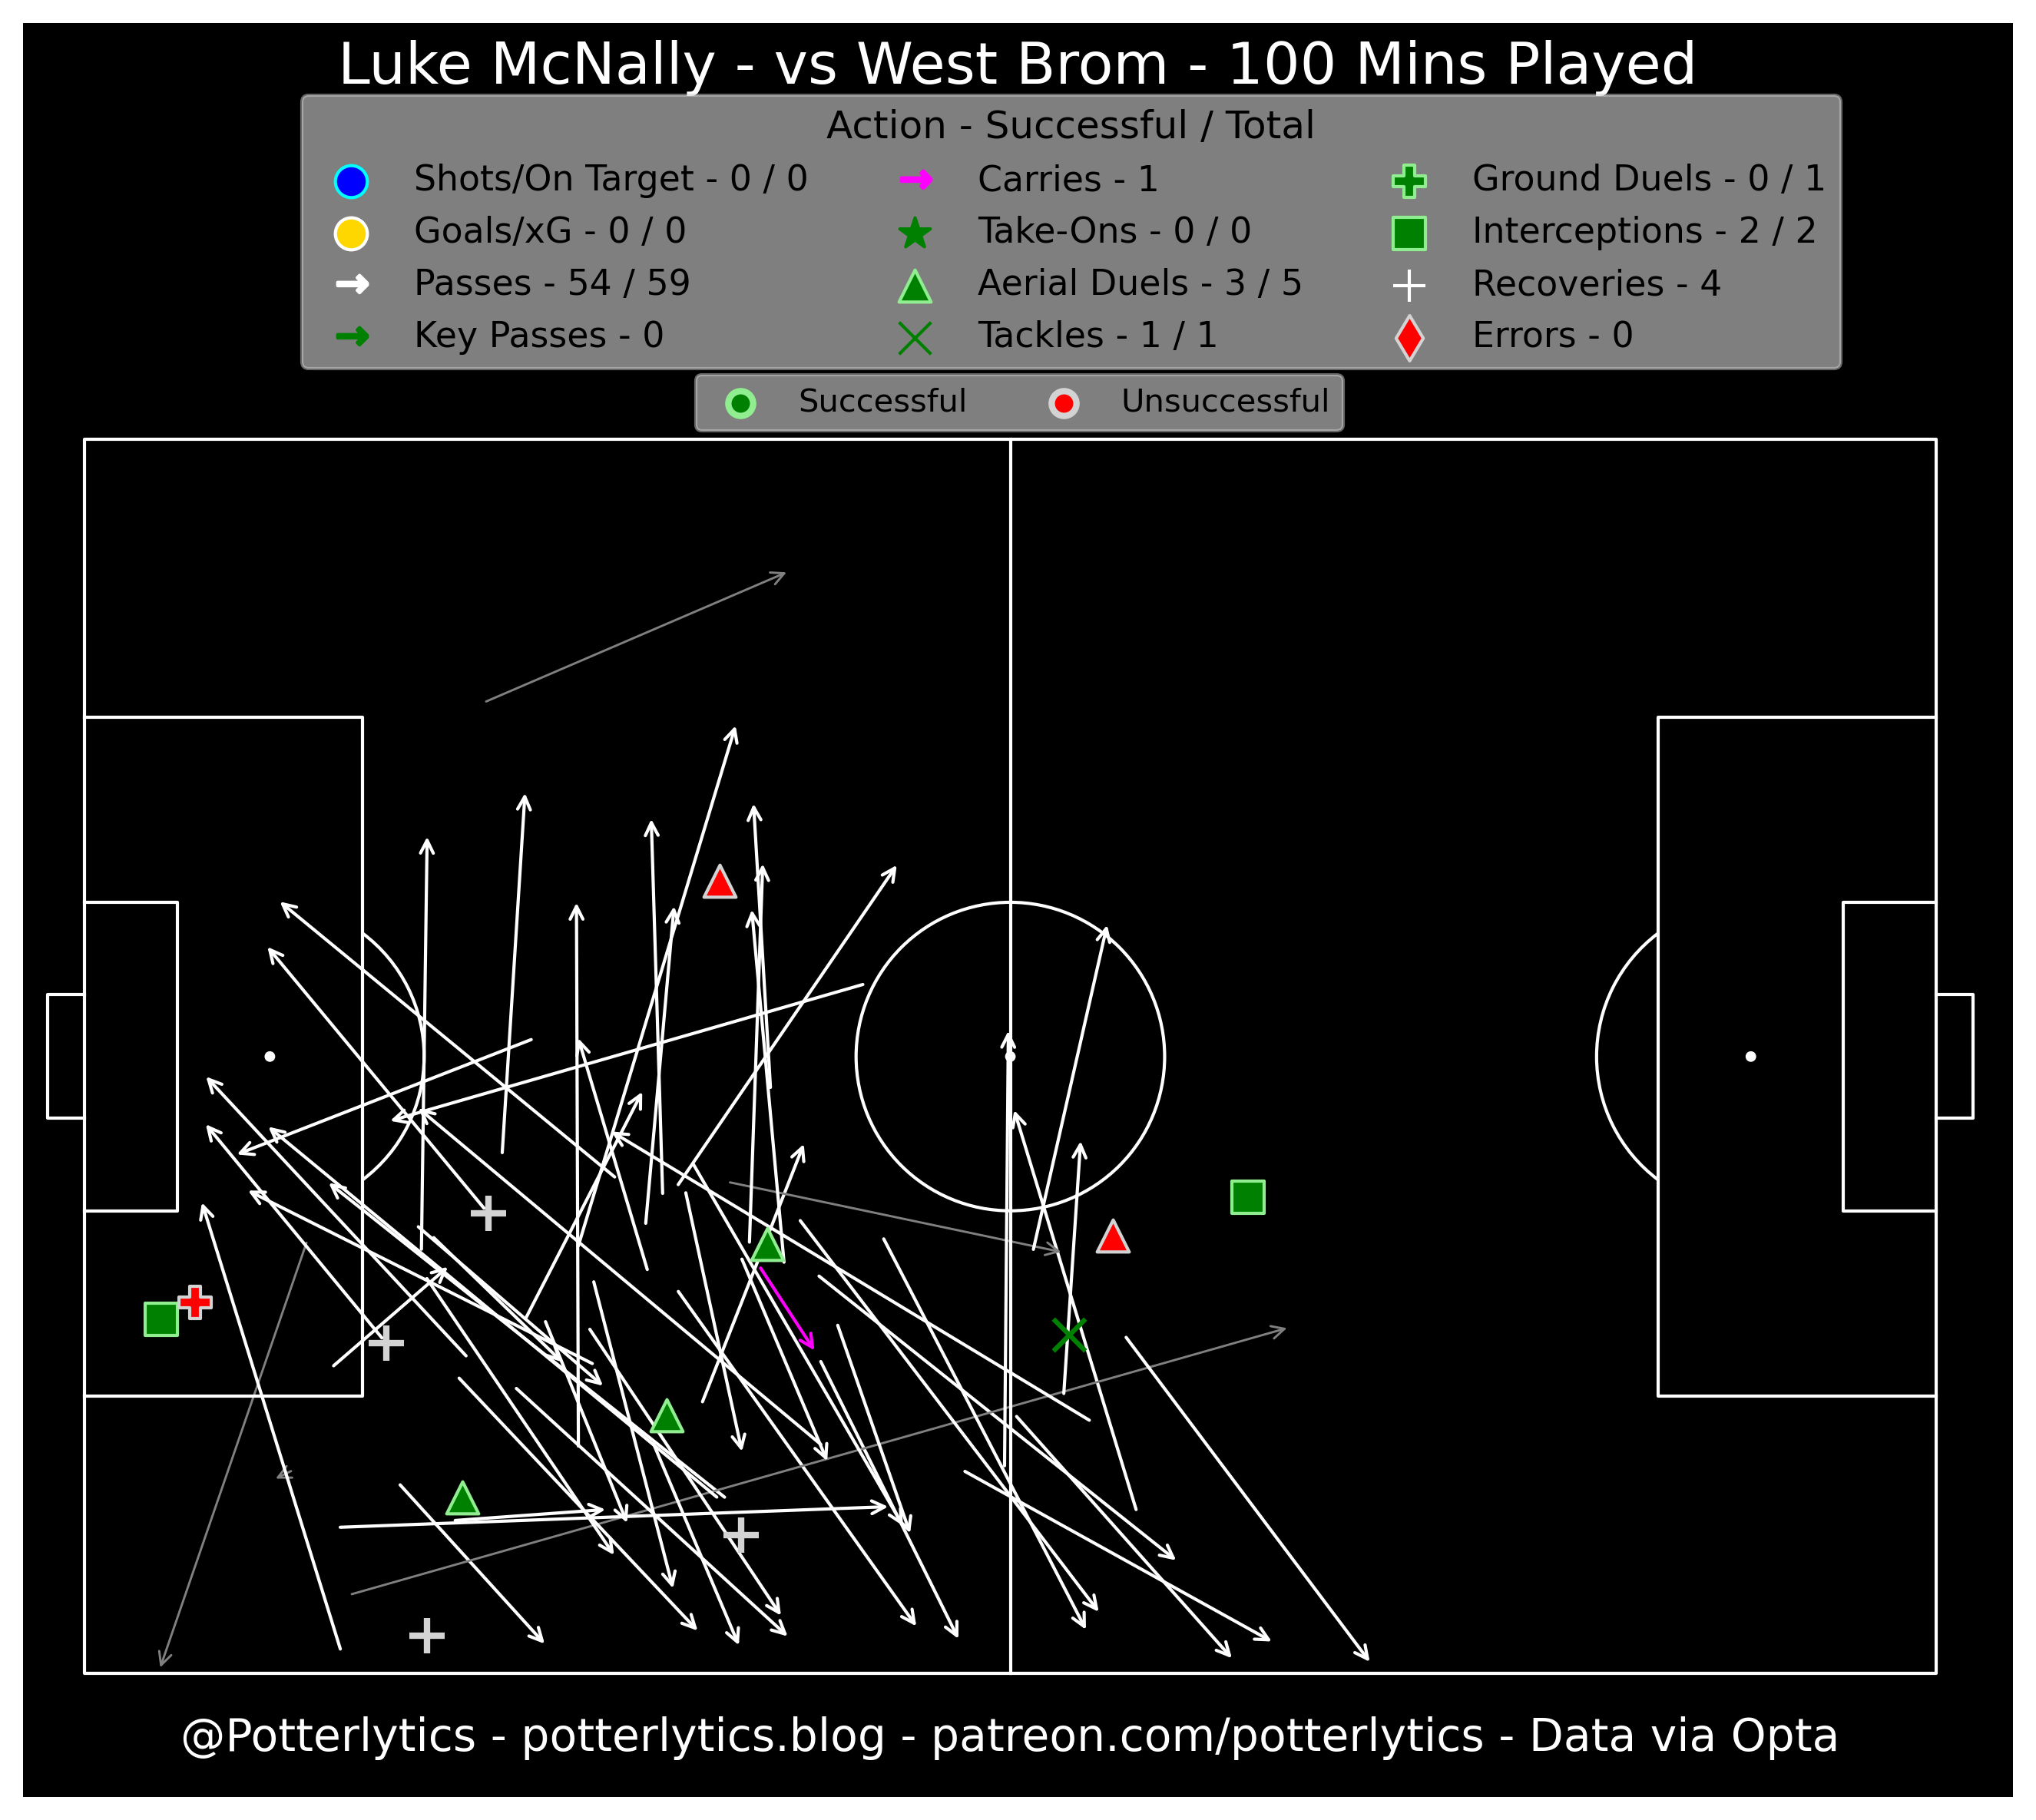 Luke McNally - vs West Brom - 100 Mins Played
Action - Successful / Total
Shots/On Target - 0 / 0
Goals/xG - 0 / 0
Passes - 54 / 59
Key Passes - 0
Carries - 1
Take-Ons - 0 / 0
Aerial Duels - 3 / 5
Tackles - 1 / 1
Ground Duels - 0 / 1
Interceptions - 2 / 2
Recoveries - 4
Errors - 0
Successful
Unsuccessful
@Potterlytics - potterlytics.blog - patreon.com/potterlytics - Data via Opta